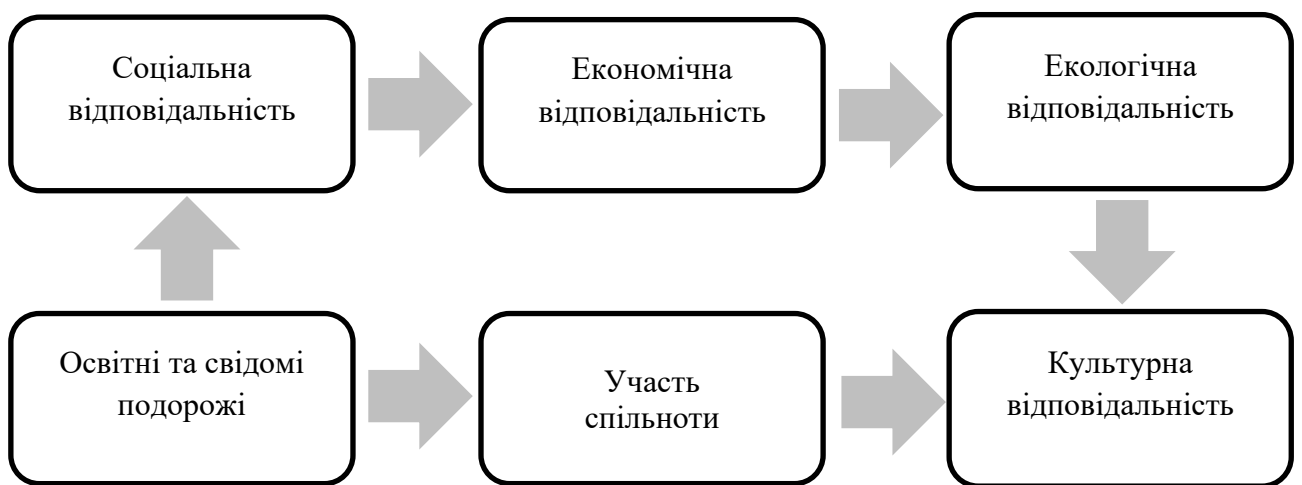 Соціальна
відповідальність
Економічна
відповідальність
Екологічна
відповідальність
Освітні та свідомі
подорожі
Участь
спільноти
Культурна
відповідальність